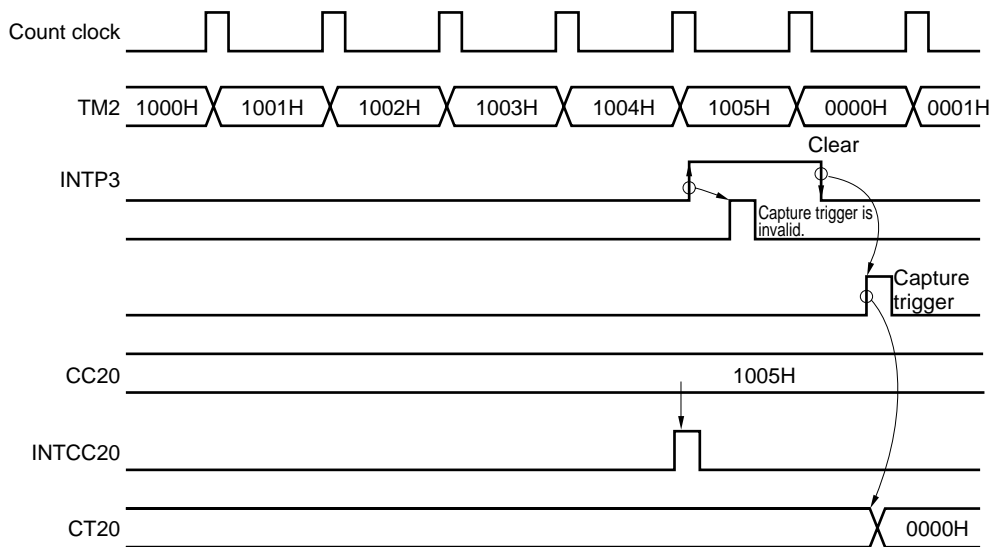 Count clock
TM2 1000H 1001H 1002H 1003H 1004H 1005H 0000H 0001H
Clear
INTP3
Capture trigger is
invalid.
Capture
trigger
CC20 1005H
INTCC20
CT20 0000H